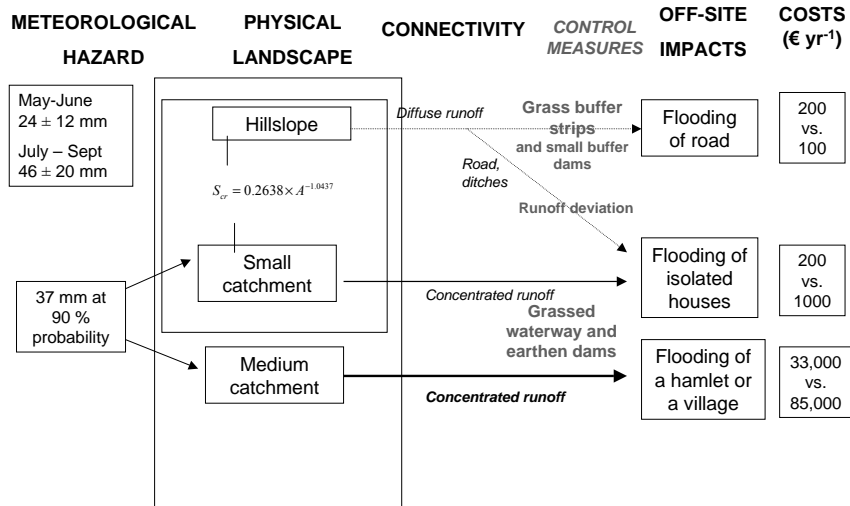 METEOROLOGICAL
HAZARD
PHYSICAL
LANDSCAPE
CONNECTIVITY
CONTROL
MEASURES
OFF-SITE
IMPACTS
COSTS
(€ yr⁻¹)
May-June
24 ± 12 mm
July – Sept
46 ± 20 mm
Hillslope
Diffuse runoff
Grass buffer
strips
and small buffer
dams
Flooding
of road
200
vs.
100
Road,
ditches
S_cr = 0.2638 × A^-1.0437
Runoff deviation
37 mm at
90 %
probability
Small
catchment
Concentrated runoff
Flooding of
isolated
houses
200
vs.
1000
Grassed
waterway and
earthen dams
Medium
catchment
Concentrated runoff
Flooding of
a hamlet or
a village
33,000
vs.
85,000